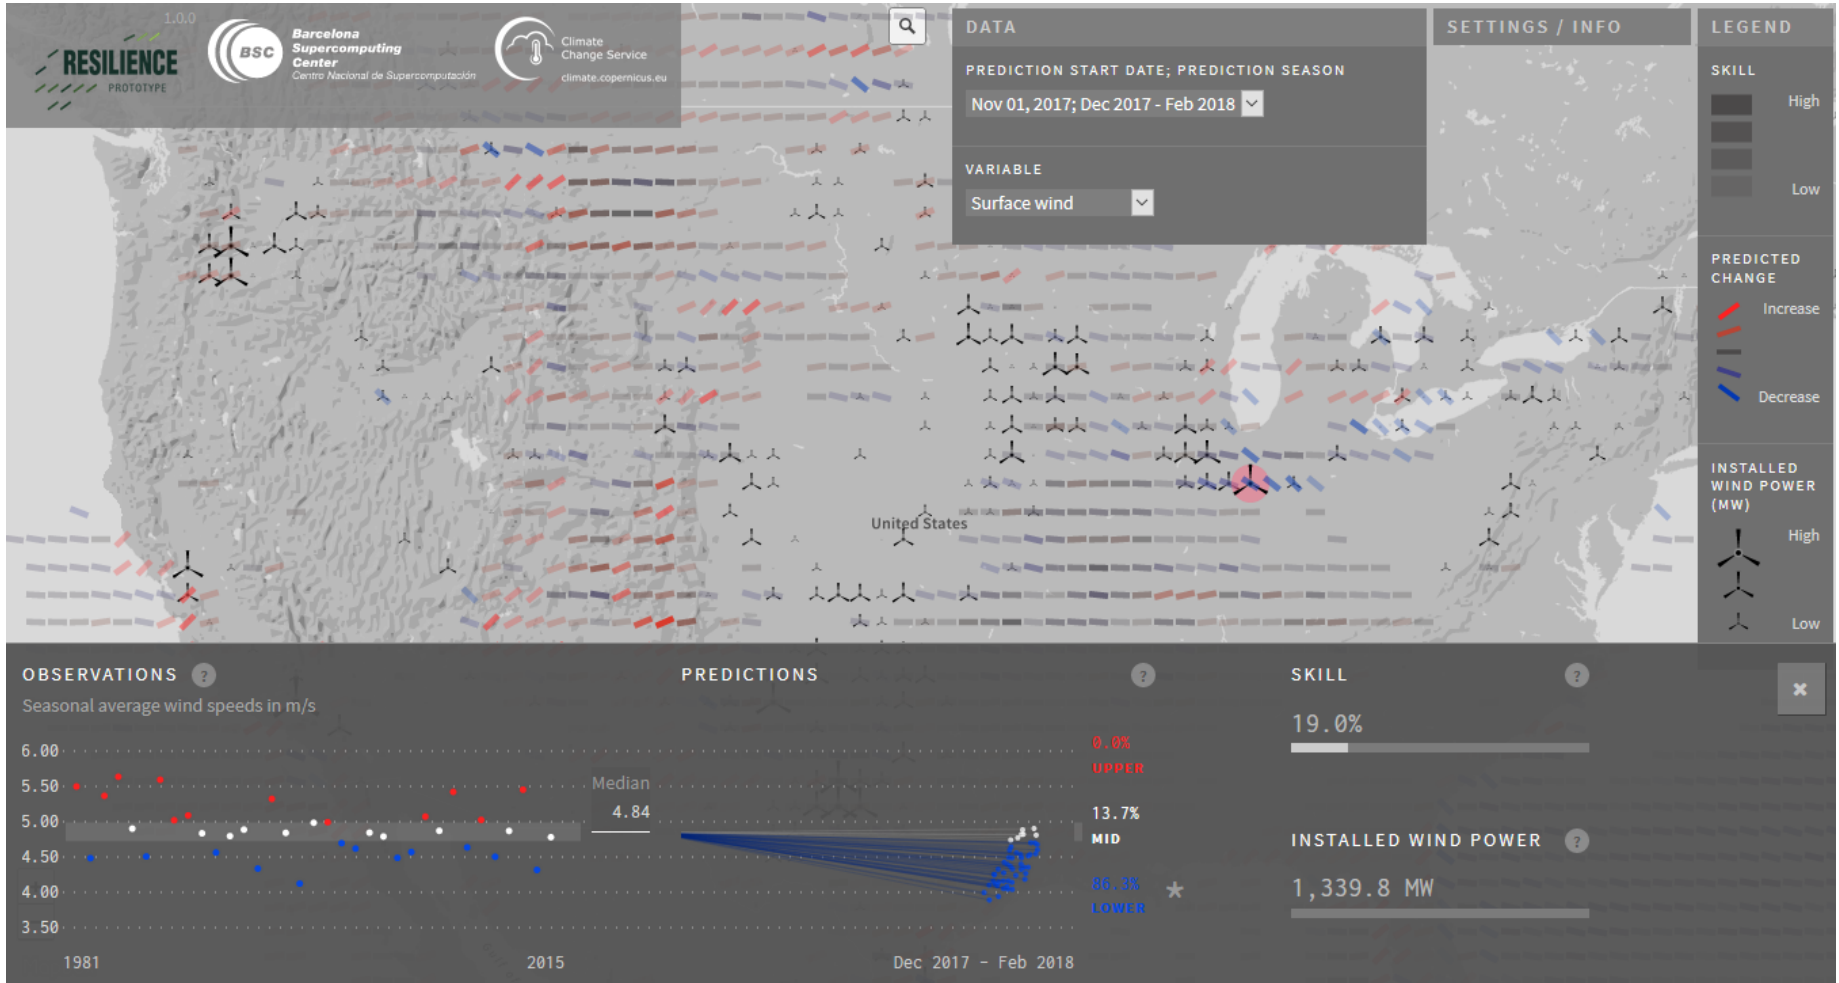 1.0.0
RESILIENCE
PROTOTYPE
BSC
Barcelona
Supercomputing
Center
Centro Nacional de Supercomputación
Climate
Change Service
climate.copernicus.eu
DATA
PREDICTION START DATE; PREDICTION SEASON
Nov 01, 2017; Dec 2017 - Feb 2018
VARIABLE
Surface wind
SETTINGS / INFO
LEGEND
SKILL
High
Low
PREDICTED
CHANGE
Increase
Decrease
INSTALLED
WIND POWER
(MW)
High
Low
United States
OBSERVATIONS ?
Seasonal average wind speeds in m/s
6.00
5.50
5.00
4.50
4.00
3.50
1981
2015
Median
4.84
PREDICTIONS ?
0.0%
UPPER
13.7%
MID
86.3%
LOWER
Dec 2017 - Feb 2018
SKILL ?
19.0%
INSTALLED WIND POWER ?
1,339.8 MW